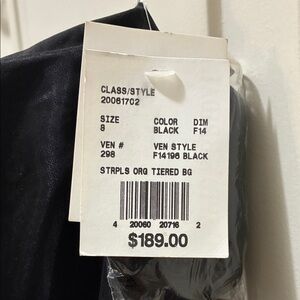 CLASS/STYLE
20061702
SIZE COLOR DIM
8 BLACK F14
VEN # VEN STYLE
298 F14196 BLACK
STRPLS ORG TIERED BG
4 20060 20716 2
$189.00